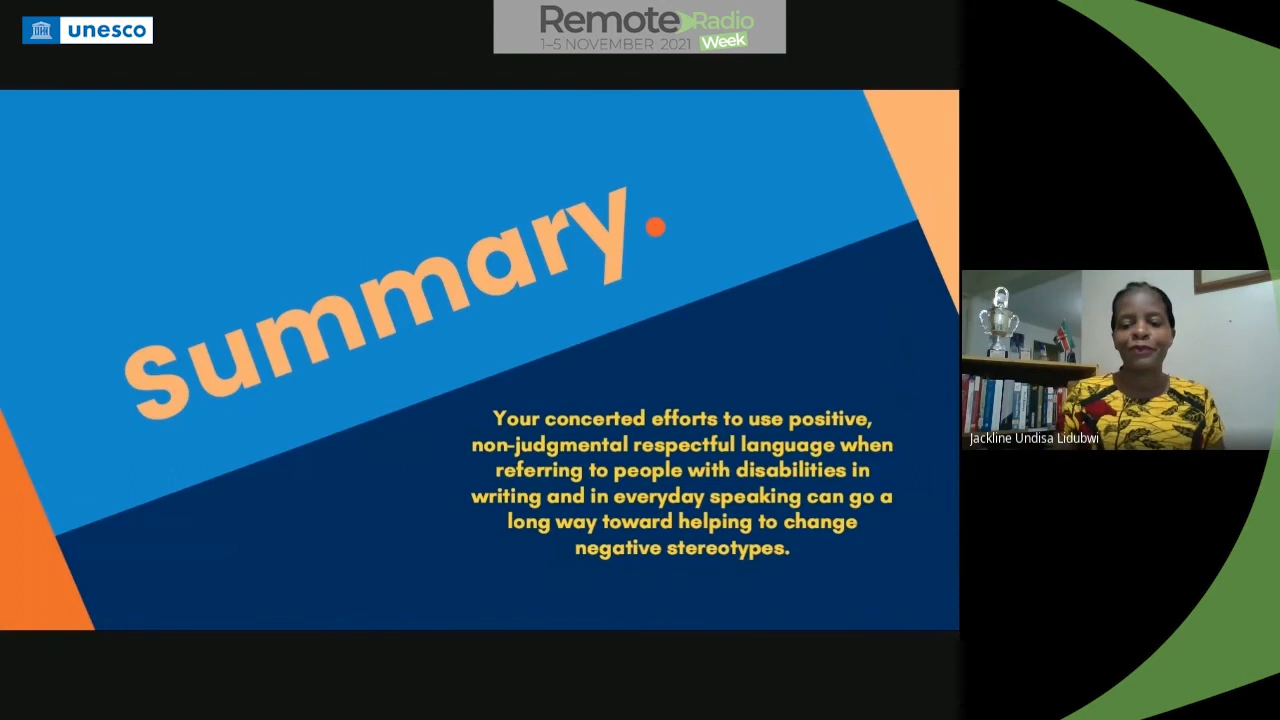 unesco
Remote Radio
1–5 NOVEMBER 2021 Week
Summary.
Your concerted efforts to use positive,
non-judgmental respectful language when
referring to people with disabilities in
writing and in everyday speaking can go a
long way toward helping to change
negative stereotypes.
Jackline Undisa Lidubwi